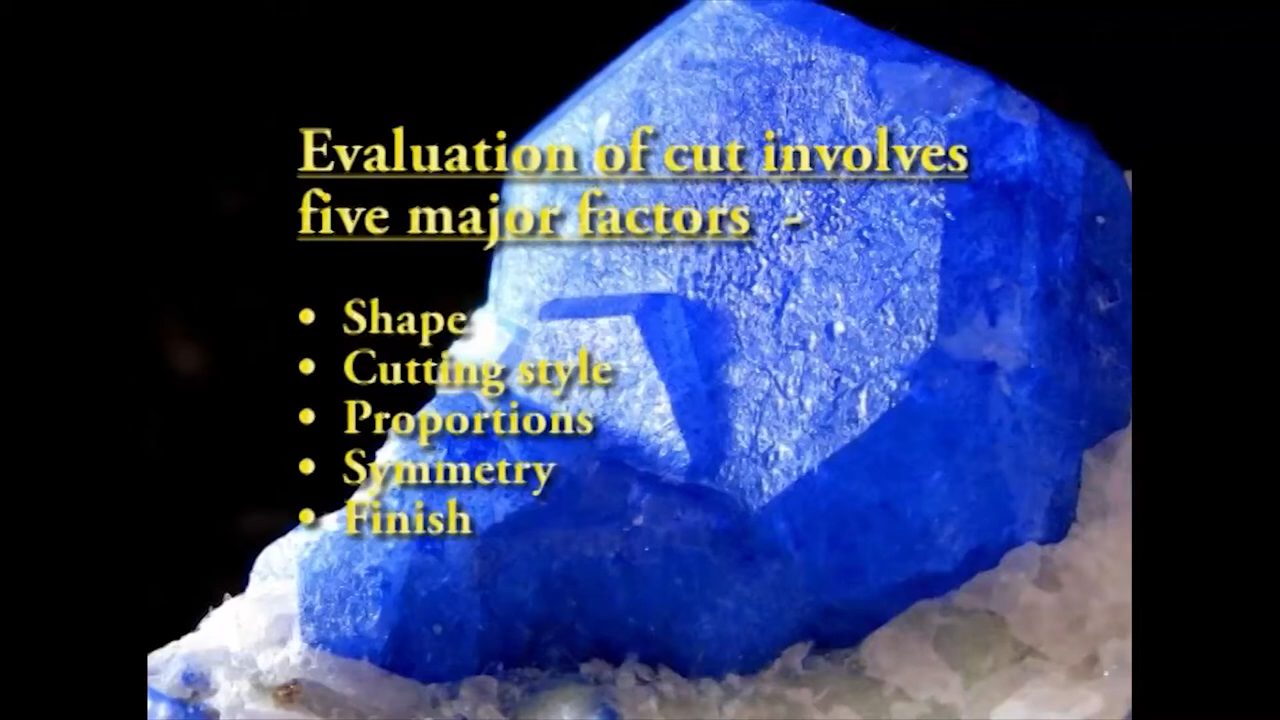 Evaluation of cut involves
five major factors -
• Shape
• Cutting style
• Proportions
• Symmetry
• Finish